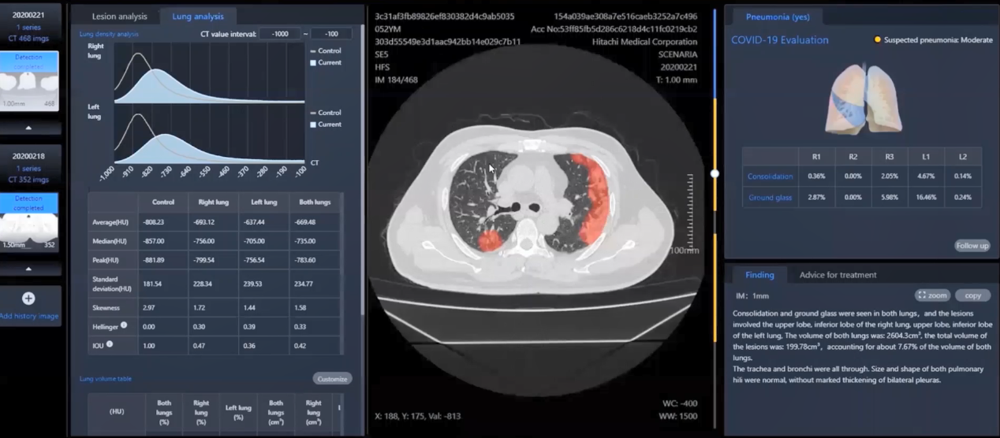 20200221
1 series
CT 468 imgs
Detection
completed
1.00mm 468
20200218
1 series
CT 352 imgs
Detection
completed
1.50mm 352
Add history image
Lesion analysis Lung analysis
Lung density analysis CT value interval: -1000 ~ -100
Right
lung
Control
Current
Left
lung
Control
Current
CT
-1,000 -910 -820 -730 -640 -550 -460 -370 -280 -190 -100
Control Right lung Left lung Both lungs
Average(HU) -808.23 -693.12 -637.44 -669.48
Median(HU) -857.00 -756.00 -705.00 -735.00
Peak(HU) -881.89 -799.54 -756.54 -783.60
Standard
deviation(HU) 181.54 228.34 239.53 234.77
Skewness 2.97 1.72 1.44 1.58
Hellinger 0.00 0.30 0.39 0.33
IOU 1.00 0.47 0.36 0.42
Lung volume table Customize
(HU) Both
lungs
(%) Right
lung
(%) Left lung
(%) Both
lungs
(cm³) Right
lung
(cm³)
3c31af3fb89826ef830382d4c9ab5035
052YM
303d55549e3d1aac942bb14e029c7b11
SE5
HFS
IM 184/468
154a039ae308a7e516caeb3252a7c496
Acc No:53ff85fb5d286c6218d4c11fc0219cb2
Hitachi Medical Corporation
SCENARIA
20200221
T: 1.00 mm
100mm
X: 188, Y: 175, Val: -813
WC: -400
WW: 1500
Pneumonia (yes)
COVID-19 Evaluation Suspected pneumonia: Moderate
R1 R2 R3 L1 L2
Consolidation 0.36% 0.00% 2.05% 4.67% 0.14%
Ground glass 2.87% 0.00% 5.98% 16.46% 0.24%
Follow up
Finding Advice for treatment
IM: 1mm zoom copy
Consolidation and ground glass were seen in both lungs, and the lesions
involved the upper lobe, inferior lobe of the right lung, upper lobe, inferior lobe
of the left lung, The volume of both lungs was: 2604.3cm³, the total volume of
the lesions was: 199.78cm³, accounting for about 7.67% of the volume of both
lungs.
The trachea and bronchi were all through. Size and shape of both pulmonary
hili were normal, without marked thickening of bilateral pleuras.